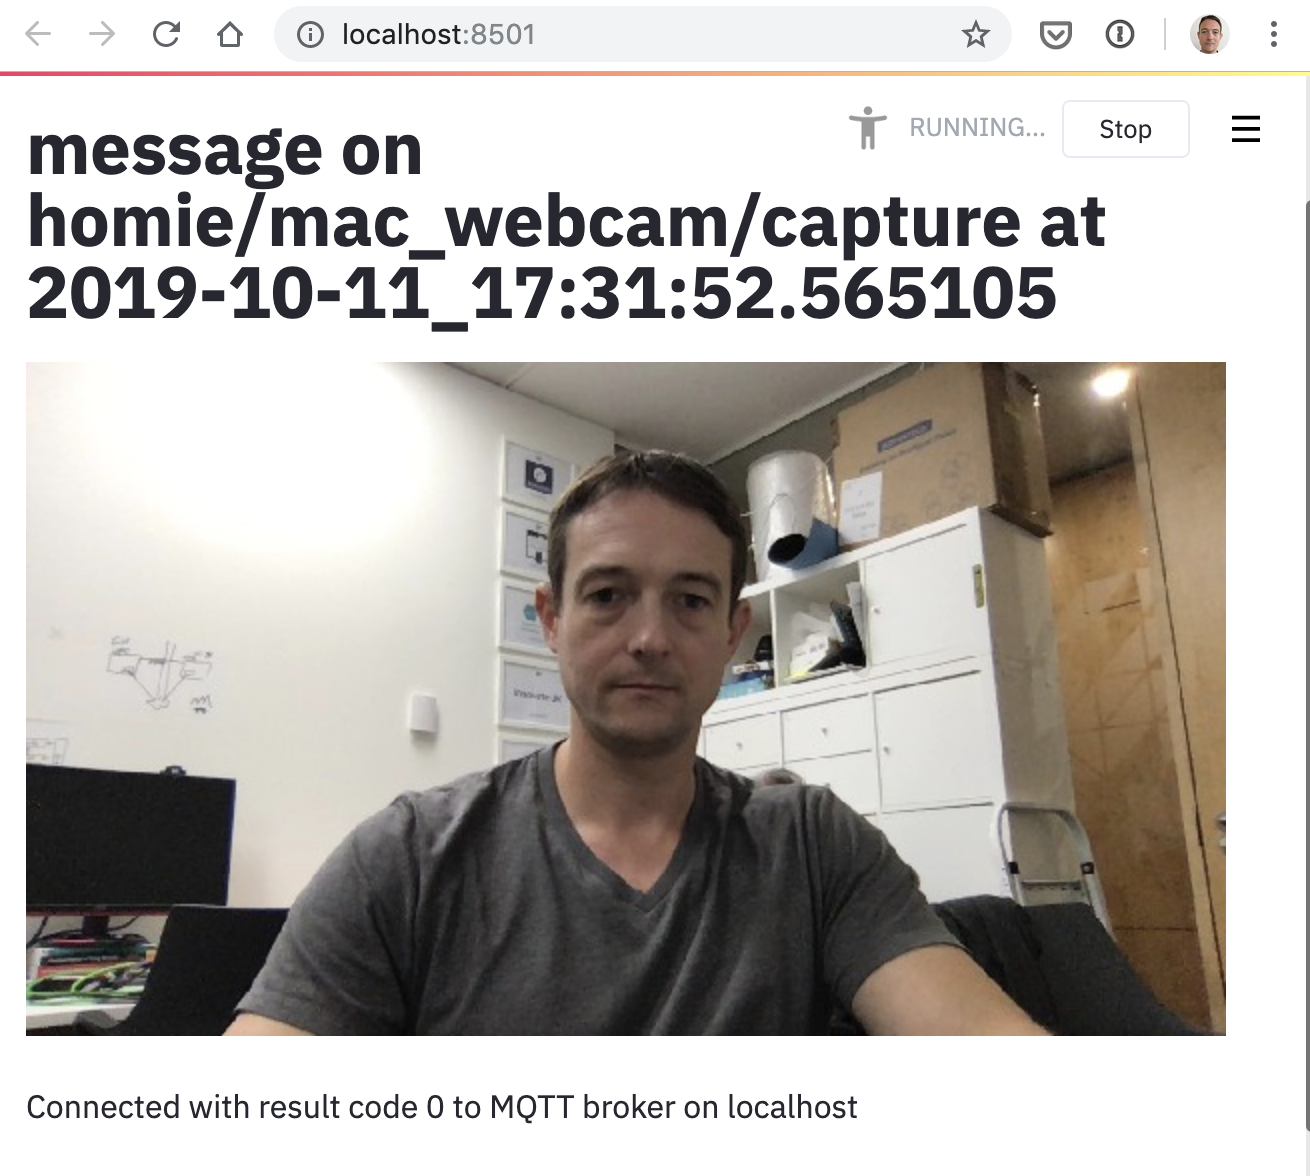 localhost:8501
RUNNING...
Stop
message on
homie/mac_webcam/capture at
2019-10-11_17:31:52.565105
Connected with result code 0 to MQTT broker on localhost